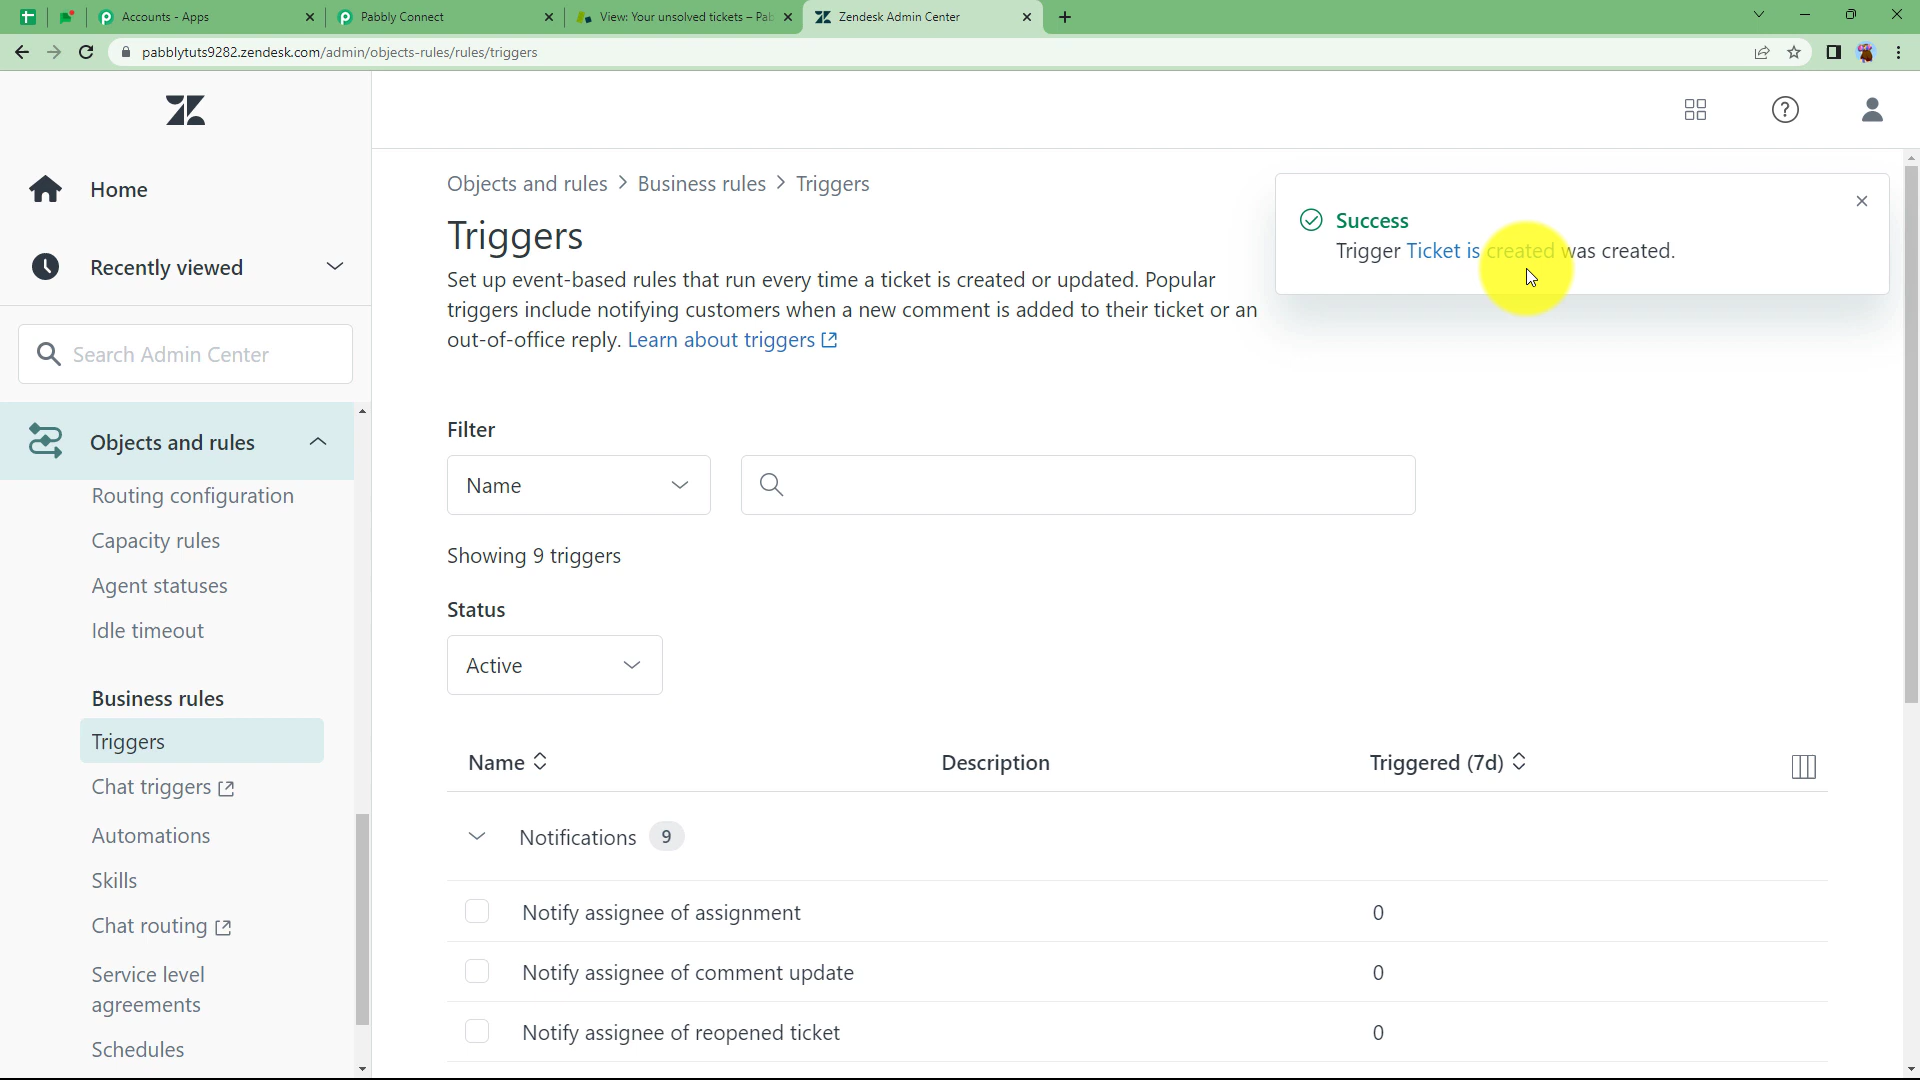 Accounts - Apps
Pabbly Connect
View: Your unsolved tickets – Pab
Zendesk Admin Center
pabblytuts9282.zendesk.com/admin/objects-rules/rules/triggers
Home
Recently viewed
Search Admin Center
Objects and rules
Routing configuration
Capacity rules
Agent statuses
Idle timeout
Business rules
Triggers
Chat triggers
Automations
Skills
Chat routing
Service level
agreements
Schedules
Objects and rules > Business rules > Triggers
Triggers
Set up event-based rules that run every time a ticket is created or updated. Popular
triggers include notifying customers when a new comment is added to their ticket or an
out-of-office reply. Learn about triggers
Success
Trigger Ticket is created was created.
Filter
Name
Showing 9 triggers
Status
Active
Name Description Triggered (7d)
Notifications 9
Notify assignee of assignment 0
Notify assignee of comment update 0
Notify assignee of reopened ticket 0